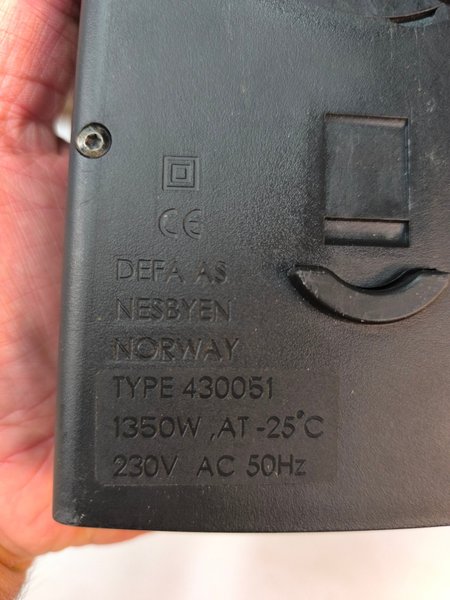 CE
DEFA AS
NESBYEN
NORWAY
TYPE 430051
1350W ,AT -25°C
230V AC 50Hz